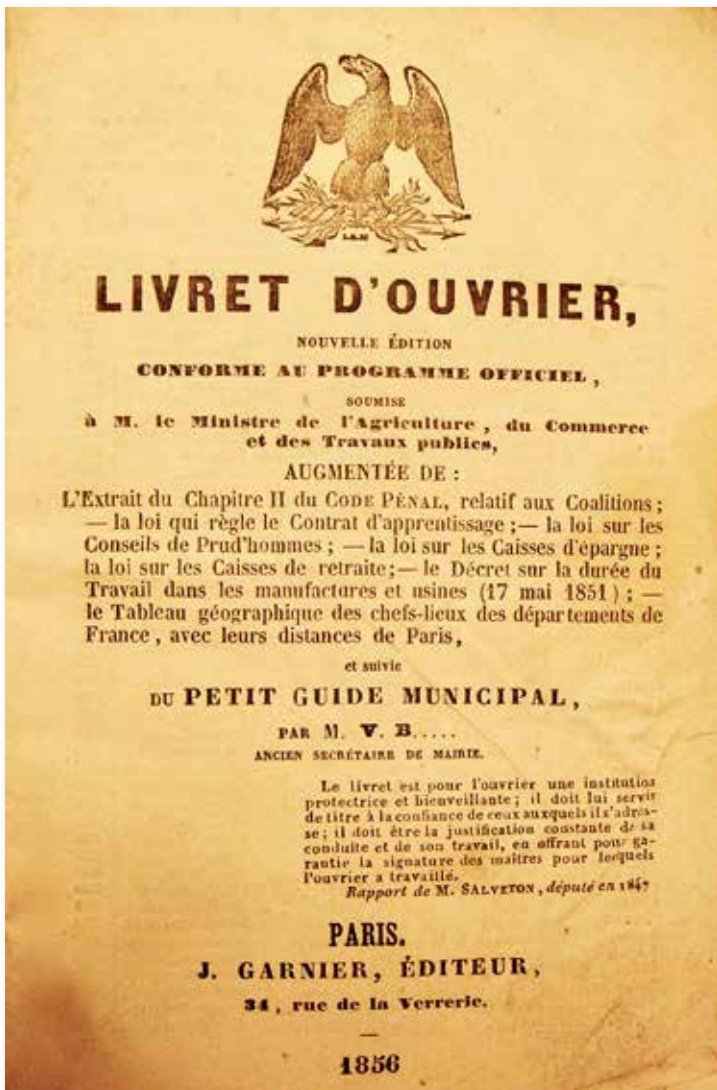 LIVRET D'OUVRIER,
NOUVELLE ÉDITION
CONFORME AU PROGRAMME OFFICIEL,
SOUMISE
à M. le Ministre de l'Agriculture, du Commerce
et des Travaux publics,
AUGMENTÉE DE :
L'Extrait du Chapitre II du CODE PÉNAL, relatif aux Coalitions ;
— la loi qui règle le Contrat d'apprentissage ; — la loi sur les
Conseils de Prud'hommes ; — la loi sur les Caisses d'épargne ;
la loi sur les Caisses de retraite ; — le Décret sur la durée du
Travail dans les manufactures et usines (17 mai 1851) ; —
le Tableau géographique des chefs-lieux des départements de
France, avec leurs distances de Paris,
et suivie
DU PETIT GUIDE MUNICIPAL,
PAR M. V. B.....
ANCIEN SECRÉTAIRE DE MAIRIE.
Le livret est pour l'ouvrier une institution
protectrice et bienveillante ; il doit lui servir
de titre à la confiance de ceux auxquels il s'adres-
se ; il doit être la justification constante de sa
conduite et de son travail, en offrant pour ga-
rantie la signature des maîtres pour lesquels
l'ouvrier a travaillé.
Rapport de M. SALVETON, député en 1847
PARIS.
J. GARNIER, ÉDITEUR,
34, rue de la Verrerie.
1856